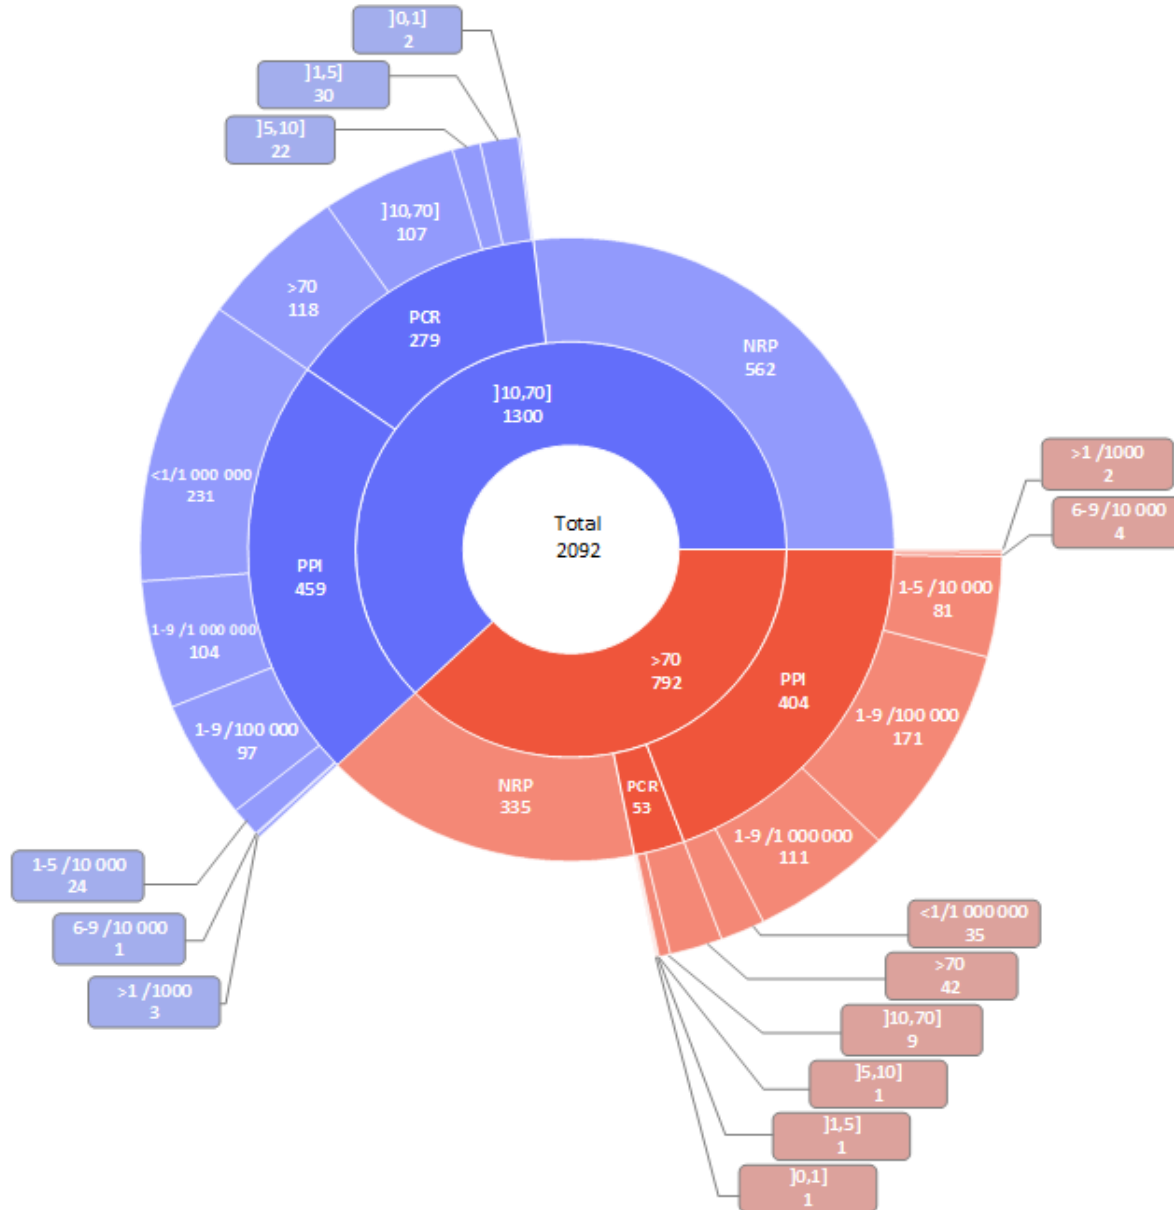 ]0,1]
2
]1,5]
30
]5,10]
22
]10,70]
107
>70
118
PCR
279
NRP
562
]10,70]
1300
<1/1 000 000
231
>1 /1000
2
6-9 /10 000
4
Total
2092
PPI
459
1-5 /10 000
81
1-9 /1 000 000
104
>70
792
PPI
404
1-9 /100 000
171
1-9 /100 000
97
NRP
335
PCR
53
1-9 /1 000 000
111
1-5 /10 000
24
6-9 /10 000
1
>1 /1000
3
<1/1 000 000
35
>70
42
]10,70]
9
]5,10]
1
]1,5]
1
]0,1]
1